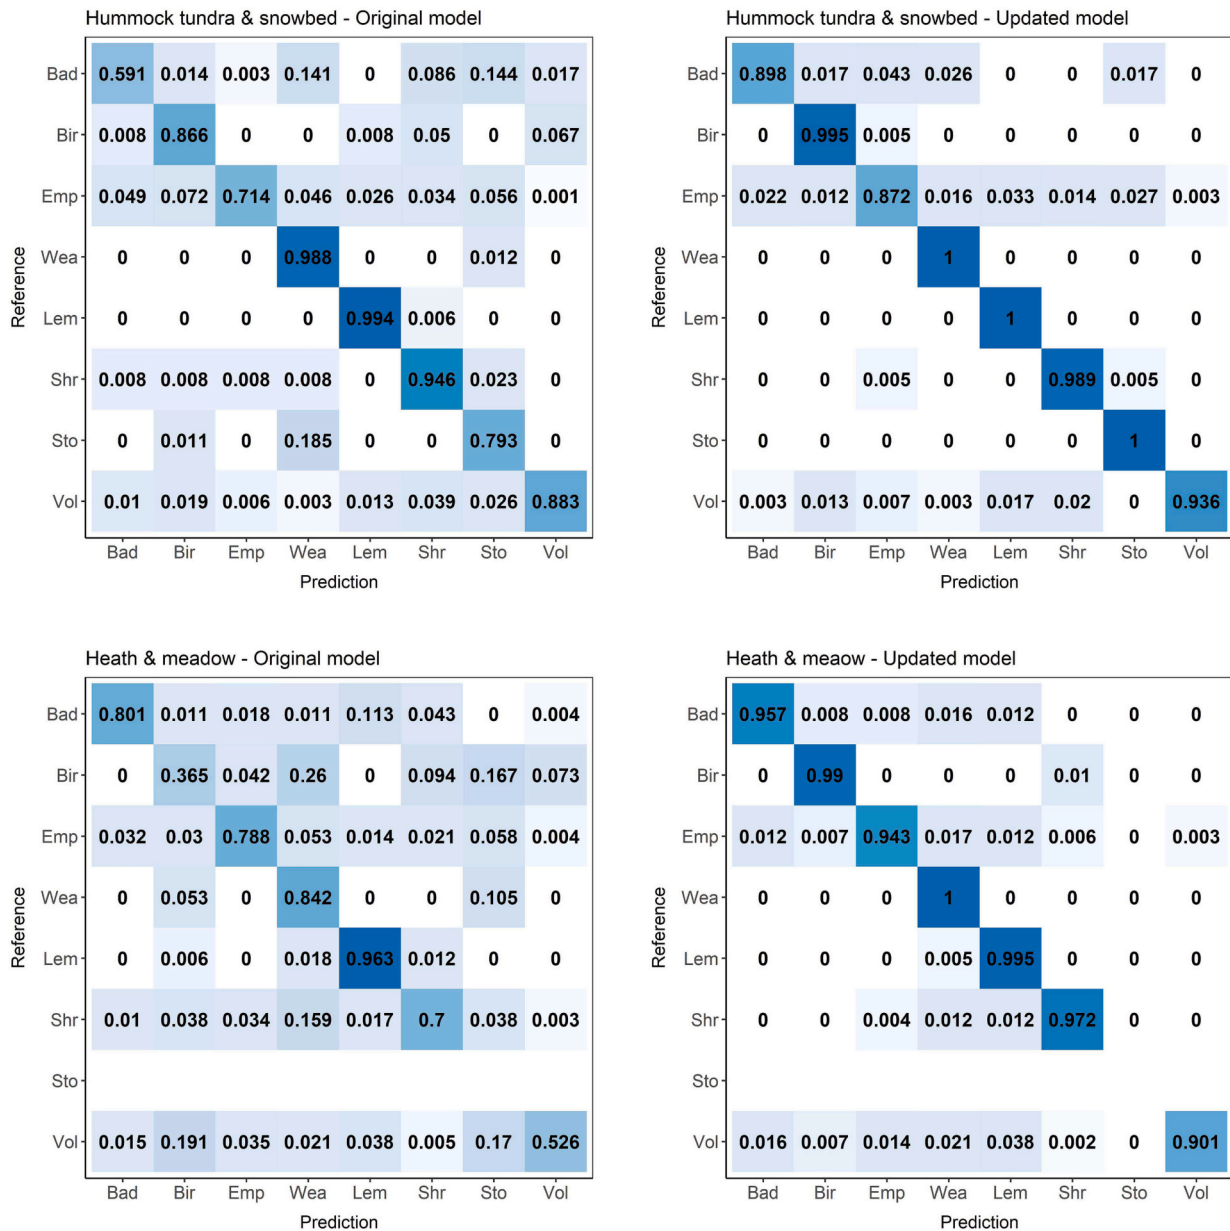 Hummock tundra & snowbed - Original model
Bad 0.591 0.014 0.003 0.141 0 0.086 0.144 0.017
Bir 0.008 0.866 0 0 0.008 0.05 0 0.067
Emp 0.049 0.072 0.714 0.046 0.026 0.034 0.056 0.001
Wea 0 0 0 0.988 0 0 0.012 0
Lem 0 0 0 0 0.994 0.006 0 0
Shr 0.008 0.008 0.008 0.008 0 0.946 0.023 0
Sto 0 0.011 0 0.185 0 0 0.793 0
Vol 0.01 0.019 0.006 0.003 0.013 0.039 0.026 0.883
Bad Bir Emp Wea Lem Shr Sto Vol
Prediction
Reference
Hummock tundra & snowbed - Updated model
Bad 0.898 0.017 0.043 0.026 0 0 0.017 0
Bir 0 0.995 0.005 0 0 0 0 0
Emp 0.022 0.012 0.872 0.016 0.033 0.014 0.027 0.003
Wea 0 0 0 1 0 0 0 0
Lem 0 0 0 0 1 0 0 0
Shr 0 0 0.005 0 0 0.989 0.005 0
Sto 0 0 0 0 0 0 1 0
Vol 0.003 0.013 0.007 0.003 0.017 0.02 0 0.936
Bad Bir Emp Wea Lem Shr Sto Vol
Prediction
Reference
Heath & meadow - Original model
Bad 0.801 0.011 0.018 0.011 0.113 0.043 0 0.004
Bir 0 0.365 0.042 0.26 0 0.094 0.167 0.073
Emp 0.032 0.03 0.788 0.053 0.014 0.021 0.058 0.004
Wea 0 0.053 0 0.842 0 0 0.105 0
Lem 0 0.006 0 0.018 0.963 0.012 0 0
Shr 0.01 0.038 0.034 0.159 0.017 0.7 0.038 0.003
Sto
Vol 0.015 0.191 0.035 0.021 0.038 0.005 0.17 0.526
Bad Bir Emp Wea Lem Shr Sto Vol
Prediction
Reference
Heath & meaow - Updated model
Bad 0.957 0.008 0.008 0.016 0.012 0 0 0
Bir 0 0.99 0 0 0 0.01 0 0
Emp 0.012 0.007 0.943 0.017 0.012 0.006 0 0.003
Wea 0 0 0 1 0 0 0 0
Lem 0 0 0 0.005 0.995 0 0 0
Shr 0 0 0.004 0.012 0.012 0.972 0 0
Sto
Vol 0.016 0.007 0.014 0.021 0.038 0.002 0 0.901
Bad Bir Emp Wea Lem Shr Sto Vol
Prediction
Reference